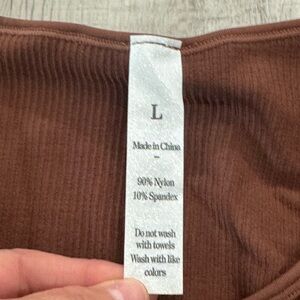 L
Made in China
–
90% Nylon
10% Spandex
Do not wash
with towels
Wash with like
colors